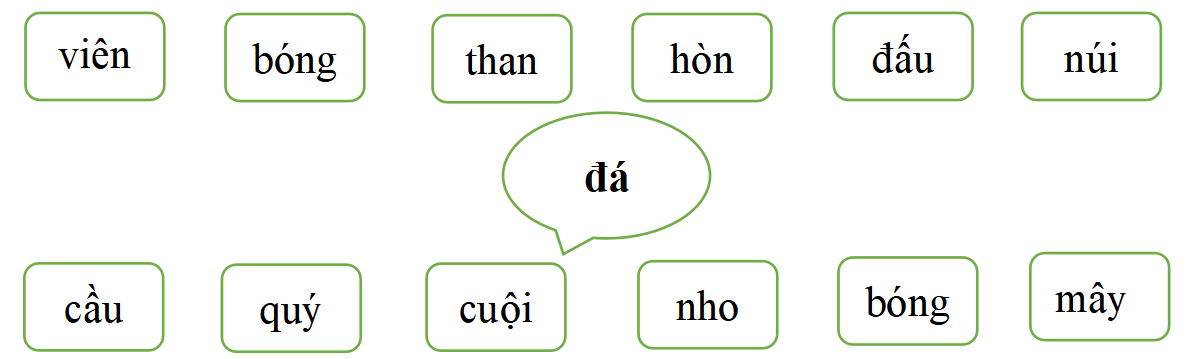 viên bóng than hòn đấu núi
đá
cầu quý cuội nho bóng mây